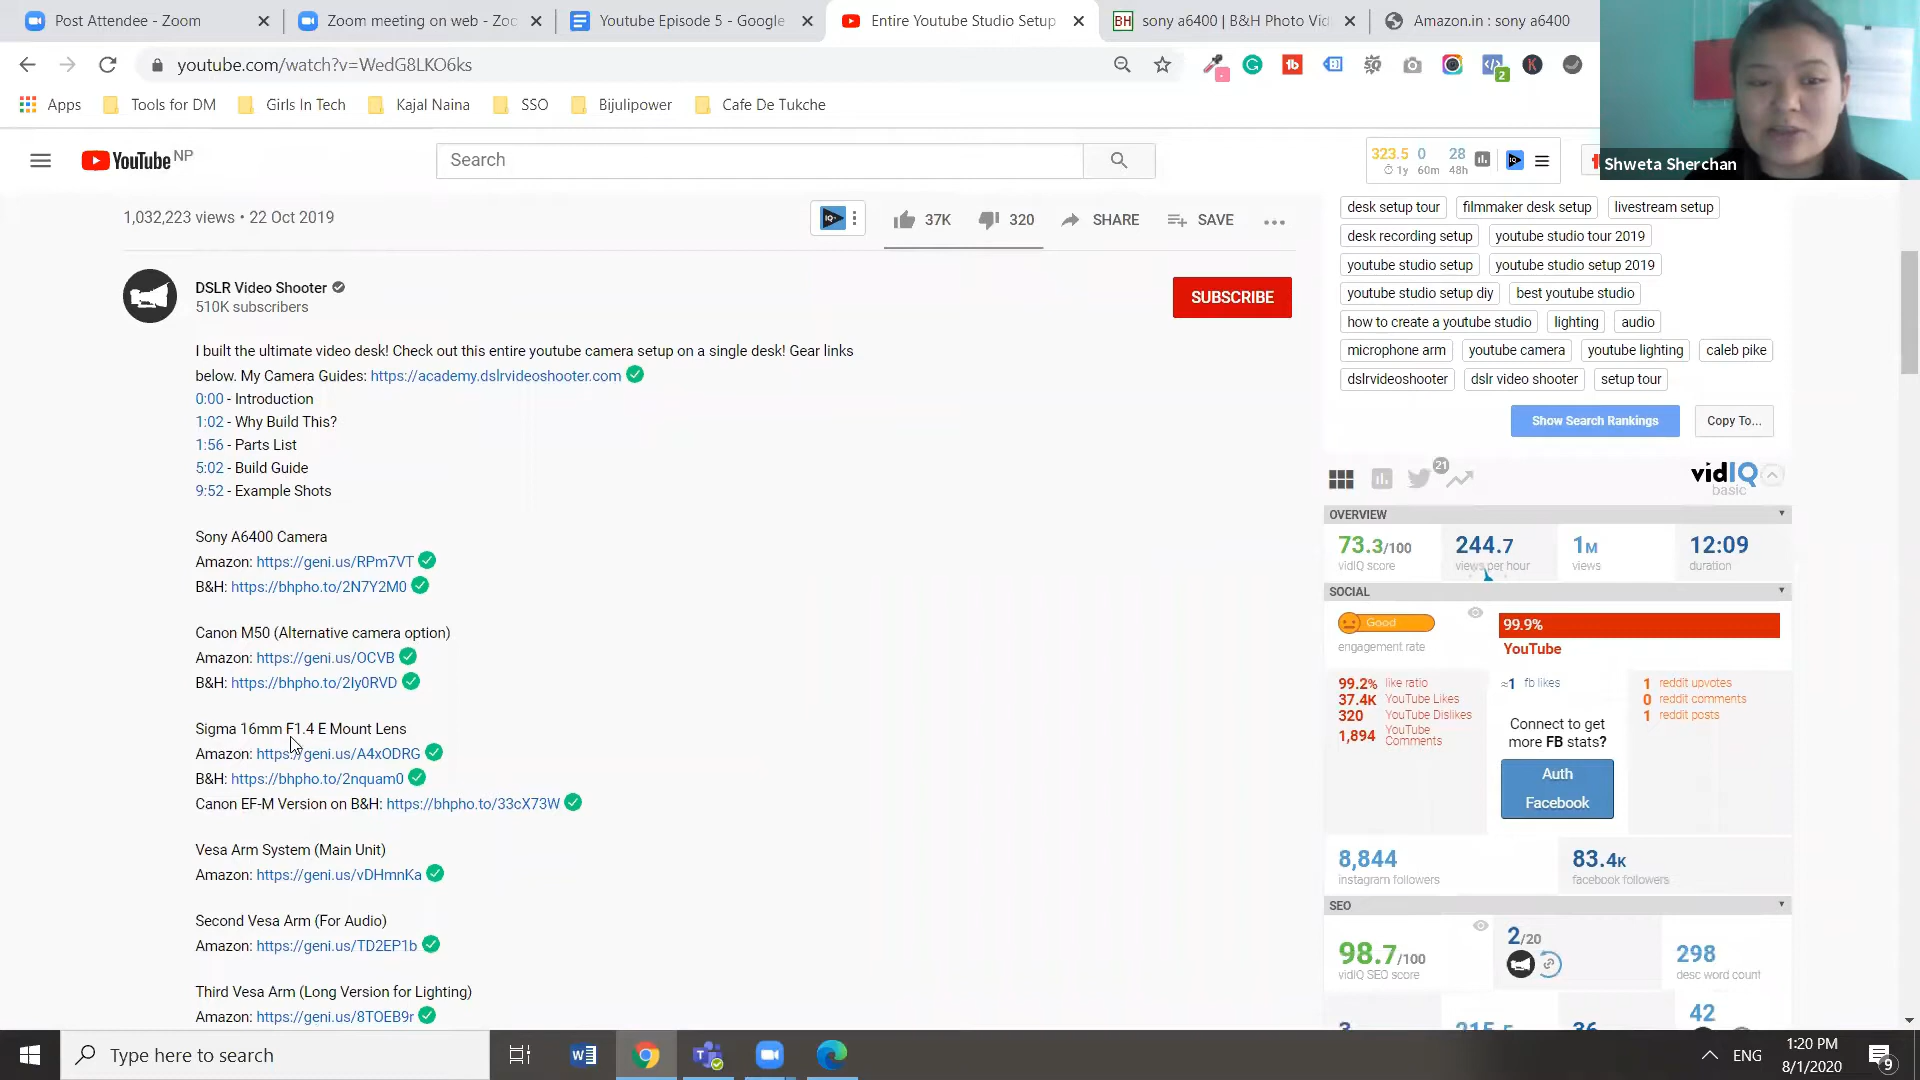 Post Attendee - Zoom
Zoom meeting on web - Zoo
Youtube Episode 5 - Google
Entire Youtube Studio Setup
BH sony a6400 | B&H Photo Vid
Amazon.in : sony a6400
youtube.com/watch?v=WedG8LKO6ks
Apps
Tools for DM
Girls In Tech
Kajal Naina
SSO
Bijulipower
Cafe De Tukche
YouTube NP
Search
323.5 0 28
1y 60m 48h
Shweta Sherchan
1,032,223 views • 22 Oct 2019
37K
320
SHARE
SAVE
DSLR Video Shooter
510K subscribers
SUBSCRIBE
I built the ultimate video desk! Check out this entire youtube camera setup on a single desk! Gear links
below. My Camera Guides: https://academy.dslrvideoshooter.com
0:00 - Introduction
1:02 - Why Build This?
1:56 - Parts List
5:02 - Build Guide
9:52 - Example Shots
Sony A6400 Camera
Amazon: https://geni.us/RPm7VT
B&H: https://bhpho.to/2N7Y2M0
Canon M50 (Alternative camera option)
Amazon: https://geni.us/OCVB
B&H: https://bhpho.to/2Iy0RVD
Sigma 16mm F1.4 E Mount Lens
Amazon: https://geni.us/A4xODRG
B&H: https://bhpho.to/2nquam0
Canon EF-M Version on B&H: https://bhpho.to/33cX73W
Vesa Arm System (Main Unit)
Amazon: https://geni.us/vDHmnKa
Second Vesa Arm (For Audio)
Amazon: https://geni.us/TD2EP1b
Third Vesa Arm (Long Version for Lighting)
Amazon: https://geni.us/8TOEB9r
desk setup tour
filmmaker desk setup
livestream setup
desk recording setup
youtube studio tour 2019
youtube studio setup
youtube studio setup 2019
youtube studio setup diy
best youtube studio
how to create a youtube studio
lighting
audio
microphone arm
youtube camera
youtube lighting
caleb pike
dslrvideoshooter
dslr video shooter
setup tour
Show Search Rankings
Copy To...
21
vidIQ
basic
OVERVIEW
73.3/100
vidIQ score
244.7
views per hour
1M
views
12:09
duration
SOCIAL
Good
engagement rate
99.9%
YouTube
99.2% like ratio
37.4K YouTube Likes
320 YouTube Dislikes
1,894 YouTube Comments
≈1 fb likes
Connect to get
more FB stats?
Auth
Facebook
1 reddit upvotes
0 reddit comments
1 reddit posts
8,844
instagram followers
83.4K
facebook followers
SEO
98.7/100
vidIQ SEO score
2/20
298
desc word count
42
Type here to search
ENG
1:20 PM
8/1/2020
9